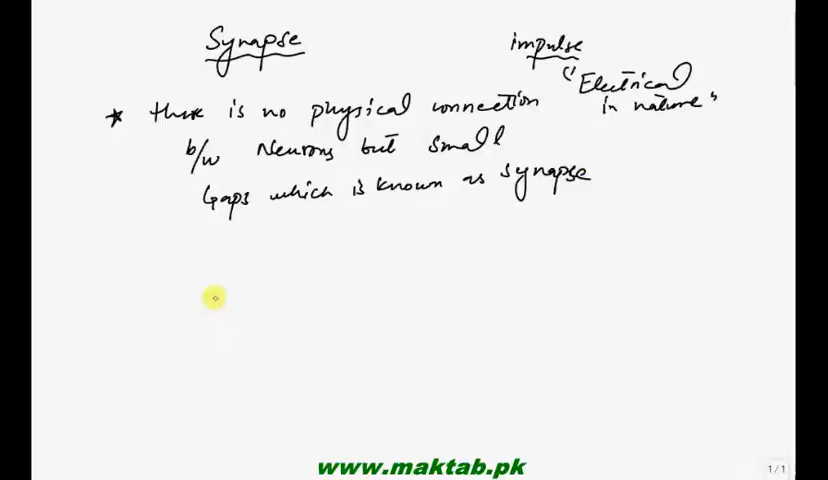 Synapse
impulse
"Electrical
in nature"
* there is no physical connection
b/w Neurons but small
Gaps which is known as synapse
www.maktab.pk
1/1